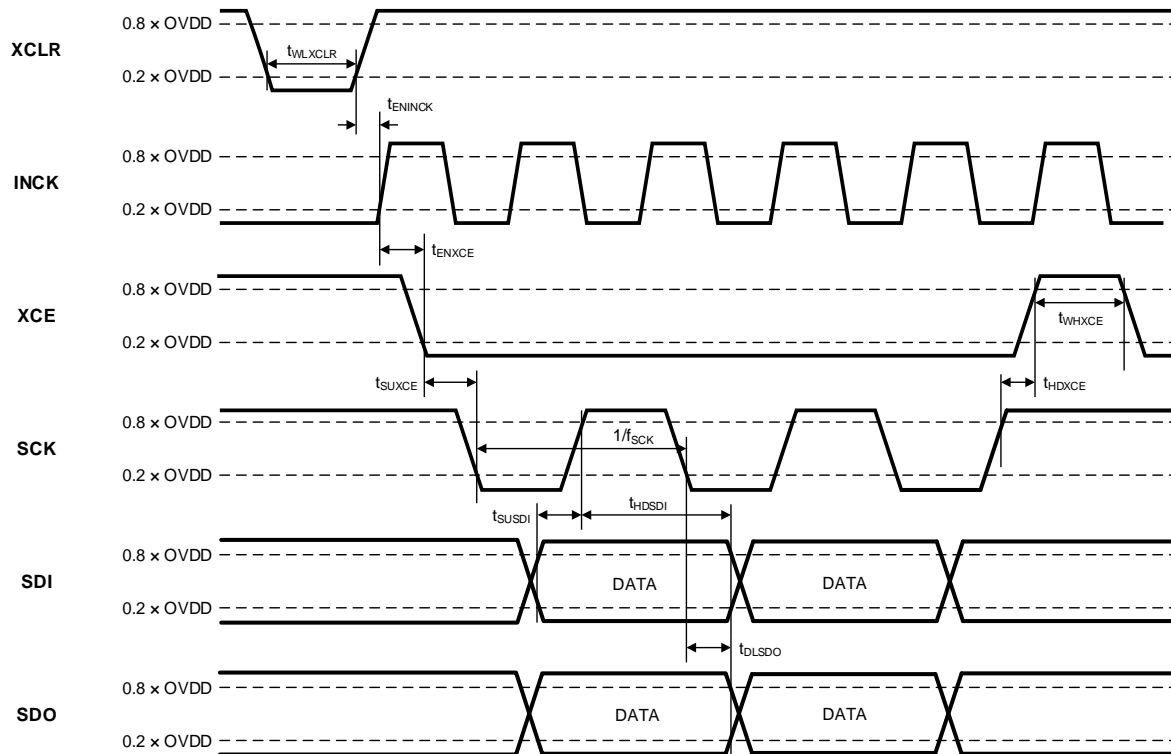 0.8 × OVDD
XCLR
tWLXCLR
0.2 × OVDD
tENINCK
0.8 × OVDD
INCK
0.2 × OVDD
tENXCE
0.8 × OVDD
XCE
tWHXCE
0.2 × OVDD
tSUXCE
tHDXCE
0.8 × OVDD
1/fSCK
SCK
0.2 × OVDD
tSUSDI
tHDSDI
0.8 × OVDD
SDI DATA DATA
0.2 × OVDD
tDLSDO
0.8 × OVDD
SDO DATA DATA
0.2 × OVDD